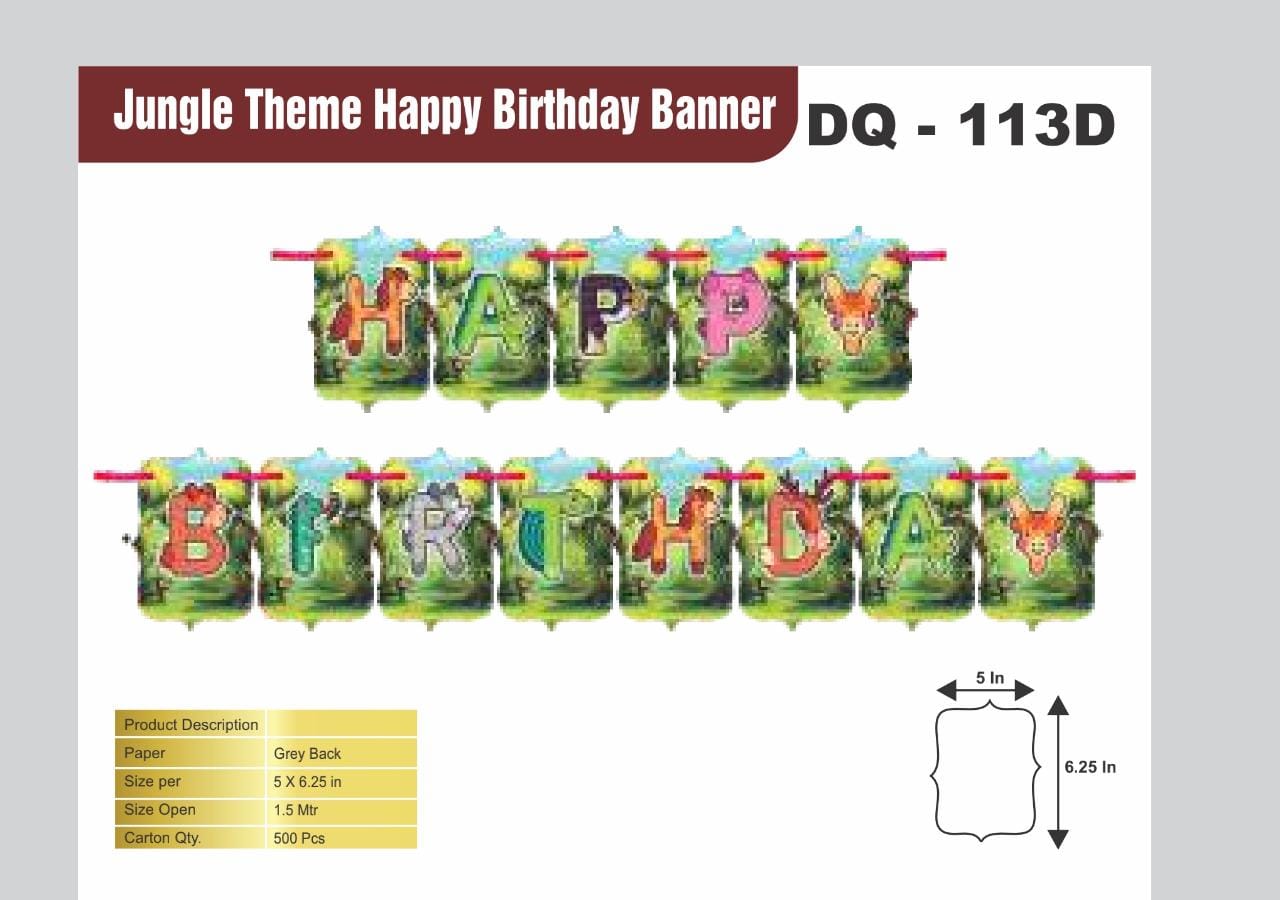 Jungle Theme Happy Birthday Banner
DQ - 113D
HAPPY
BIRTHDAY
5 In
6.25 In
Product Description
Paper Grey Back
Size per 5 X 6.25 in
Size Open 1.5 Mtr
Carton Qty. 500 Pcs